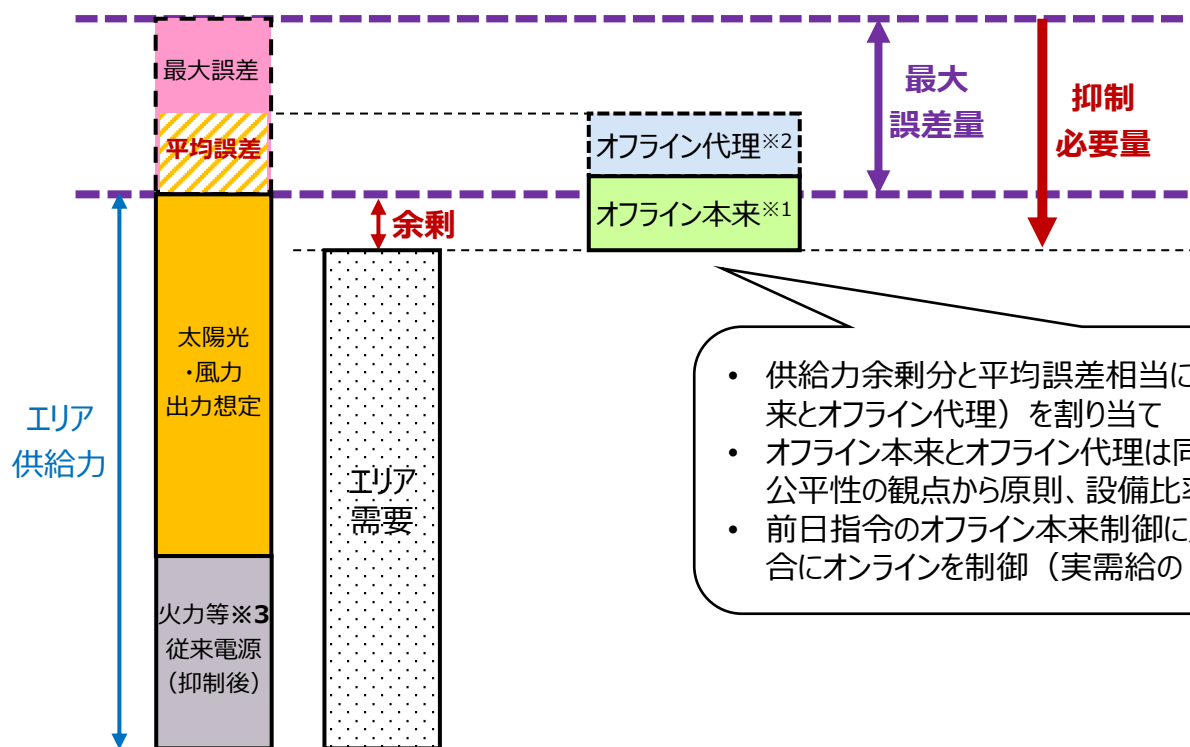 最大誤差
平均誤差
太陽光
・風力
出力想定
火力等※3
従来電源
(抑制後)
エリア
供給力
余剰
エリア
需要
オフライン代理※2
オフライン本来※1
最大
誤差量
抑制
必要量
• 供給力余剰分と平均誤差相当に
来とオフライン代理）を割り当て
• オフライン本来とオフライン代理は同
公平性の観点から原則、設備比率
• 前日指令のオフライン本来制御に
合にオンラインを制御（実需給の